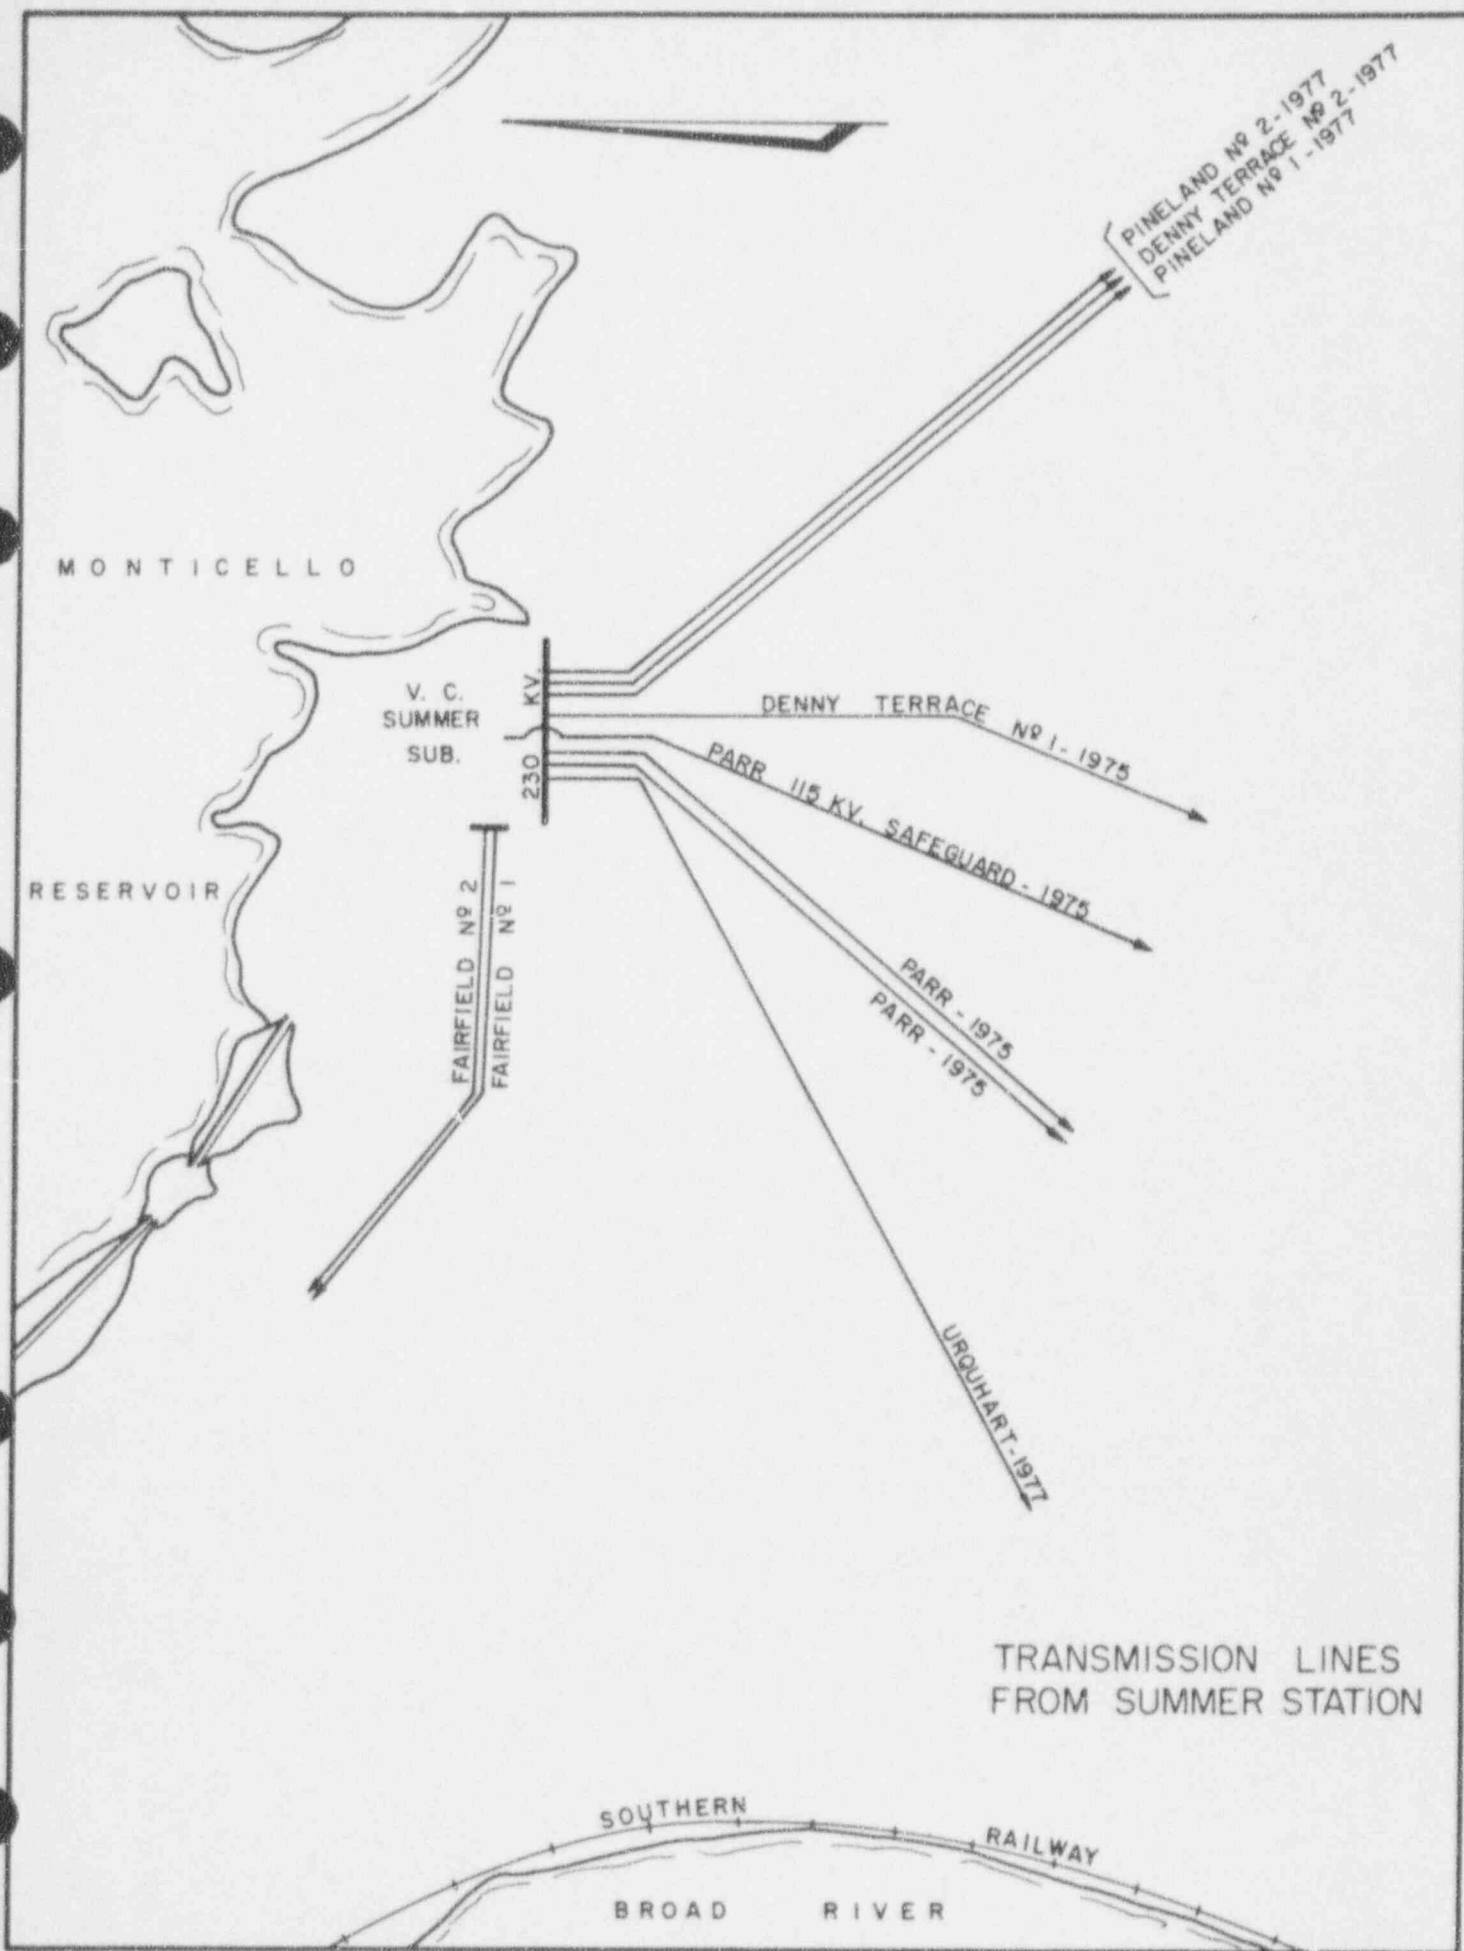 PINELAND Nº 2-1977
DENNY TERRACE Nº 2-1977
PINELAND Nº 1-1977
MONTICELLO
RESERVOIR
V. C.
SUMMER
SUB.
230 KV.
DENNY TERRACE Nº 1-1975
PARR 115 KV. SAFEGUARD-1975
PARR-1975
PARR-1975
FAIRFIELD Nº 2
FAIRFIELD Nº 1
URQUHART-1977
TRANSMISSION LINES
FROM SUMMER STATION
SOUTHERN RAILWAY
BROAD RIVER